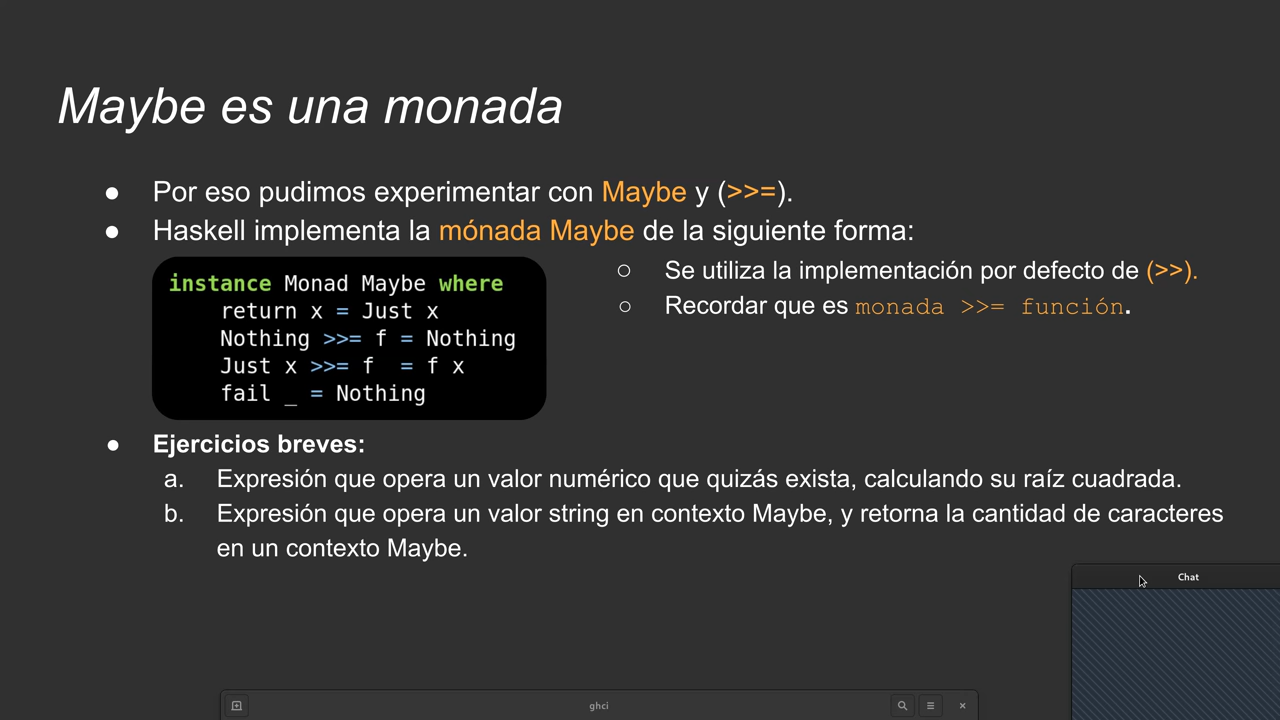 Maybe es una monada
● Por eso pudimos experimentar con Maybe y (>>=).
● Haskell implementa la mónada Maybe de la siguiente forma:
instance Monad Maybe where
    return x = Just x
    Nothing >>= f = Nothing
    Just x >>= f  = f x
    fail _ = Nothing
○ Se utiliza la implementación por defecto de (>>).
○ Recordar que es monada >>= función.
● Ejercicios breves:
a. Expresión que opera un valor numérico que quizás exista, calculando su raíz cuadrada.
b. Expresión que opera un valor string en contexto Maybe, y retorna la cantidad de caracteres
en un contexto Maybe.
Chat
ghci